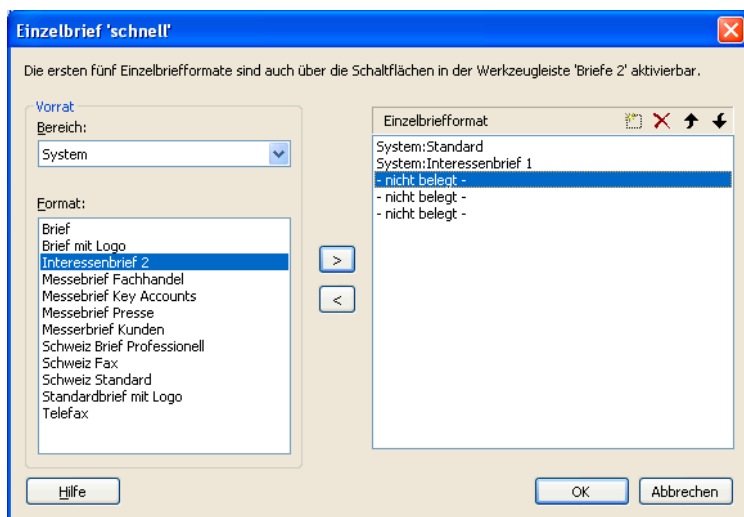 Einzelbrief 'schnell'
Die ersten fünf Einzelbriefformate sind auch über die Schaltflächen in der Werkzeugleiste 'Briefe 2' aktivierbar.
Vorrat
Bereich:
System
Format:
Brief
Brief mit Logo
Interessenbrief 2
Messebrief Fachhandel
Messebrief Key Accounts
Messebrief Presse
Messerbrief Kunden
Schweiz Brief Professionell
Schweiz Fax
Schweiz Standard
Standardbrief mit Logo
Telefax
>
<
Einzelbriefformat
System:Standard
System:Interessenbrief 1
- nicht belegt -
- nicht belegt -
- nicht belegt -
Hilfe
OK
Abbrechen